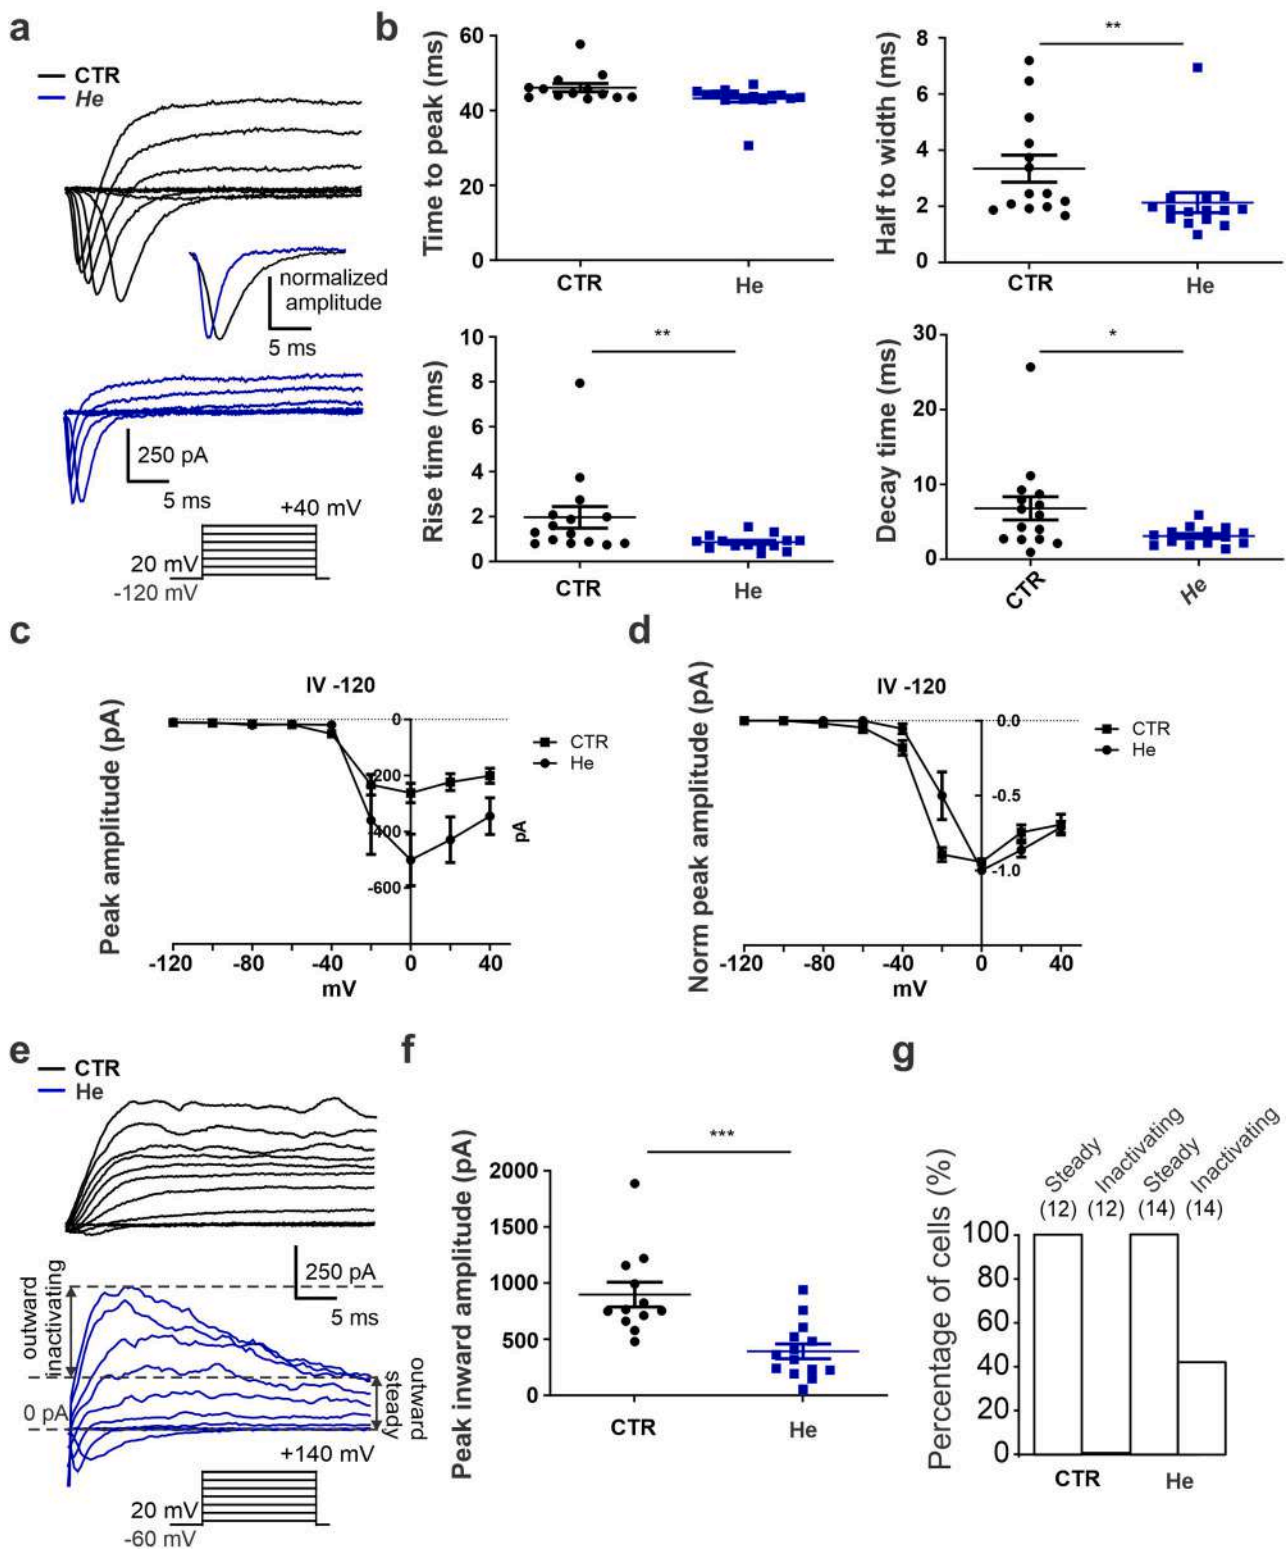 a
CTR
He
normalized
amplitude
5 ms
250 pA
5 ms
+40 mV
20 mV
-120 mV
b
Time to peak (ms)
60
40
20
0
CTR
He
Half to width (ms)
**
8
6
4
2
0
CTR
He
Rise time (ms)
**
10
8
6
4
2
0
CTR
He
Decay time (ms)
*
30
20
10
0
CTR
He
c
IV -120
Peak amplitude (pA)
0
-200
-400
-600
pA
CTR
He
-120
-80
-40
0
40
mV
d
IV -120
Norm peak amplitude (pA)
0.0
-0.5
-1.0
CTR
He
-120
-80
-40
0
40
mV
e
CTR
He
250 pA
5 ms
outward
inactivating
outward
steady
0 pA
+140 mV
20 mV
-60 mV
f
Peak inward amplitude (pA)
***
2000
1500
1000
500
0
CTR
He
g
Percentage of cells (%)
Steady
Inactivating
Steady
Inactivating
(12)
(12)
(14)
(14)
100
80
60
40
20
0
CTR
He